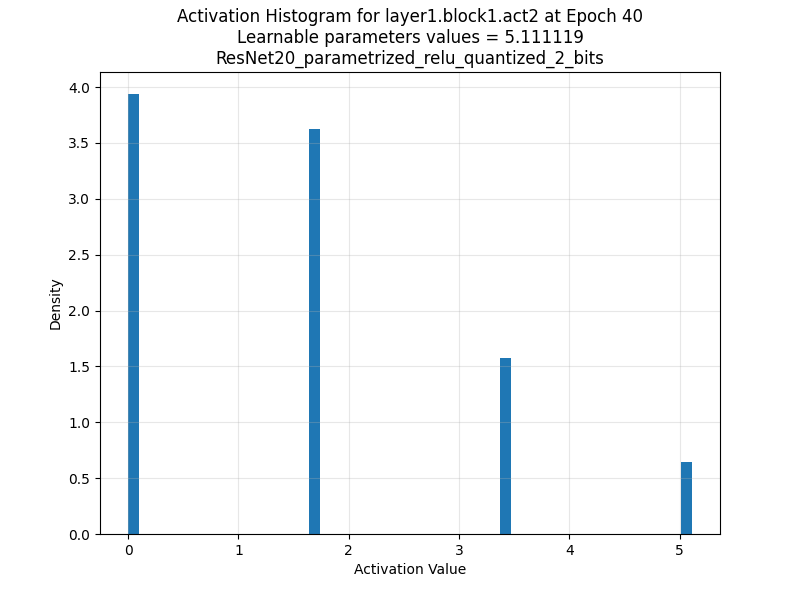 Activation Histogram for layer1.block1.act2 at Epoch 40
Learnable parameters values = 5.111119
ResNet20_parametrized_relu_quantized_2_bits
4.0
3.5
3.0
2.5
2.0
1.5
1.0
0.5
0.0
Density
0 1 2 3 4 5
Activation Value